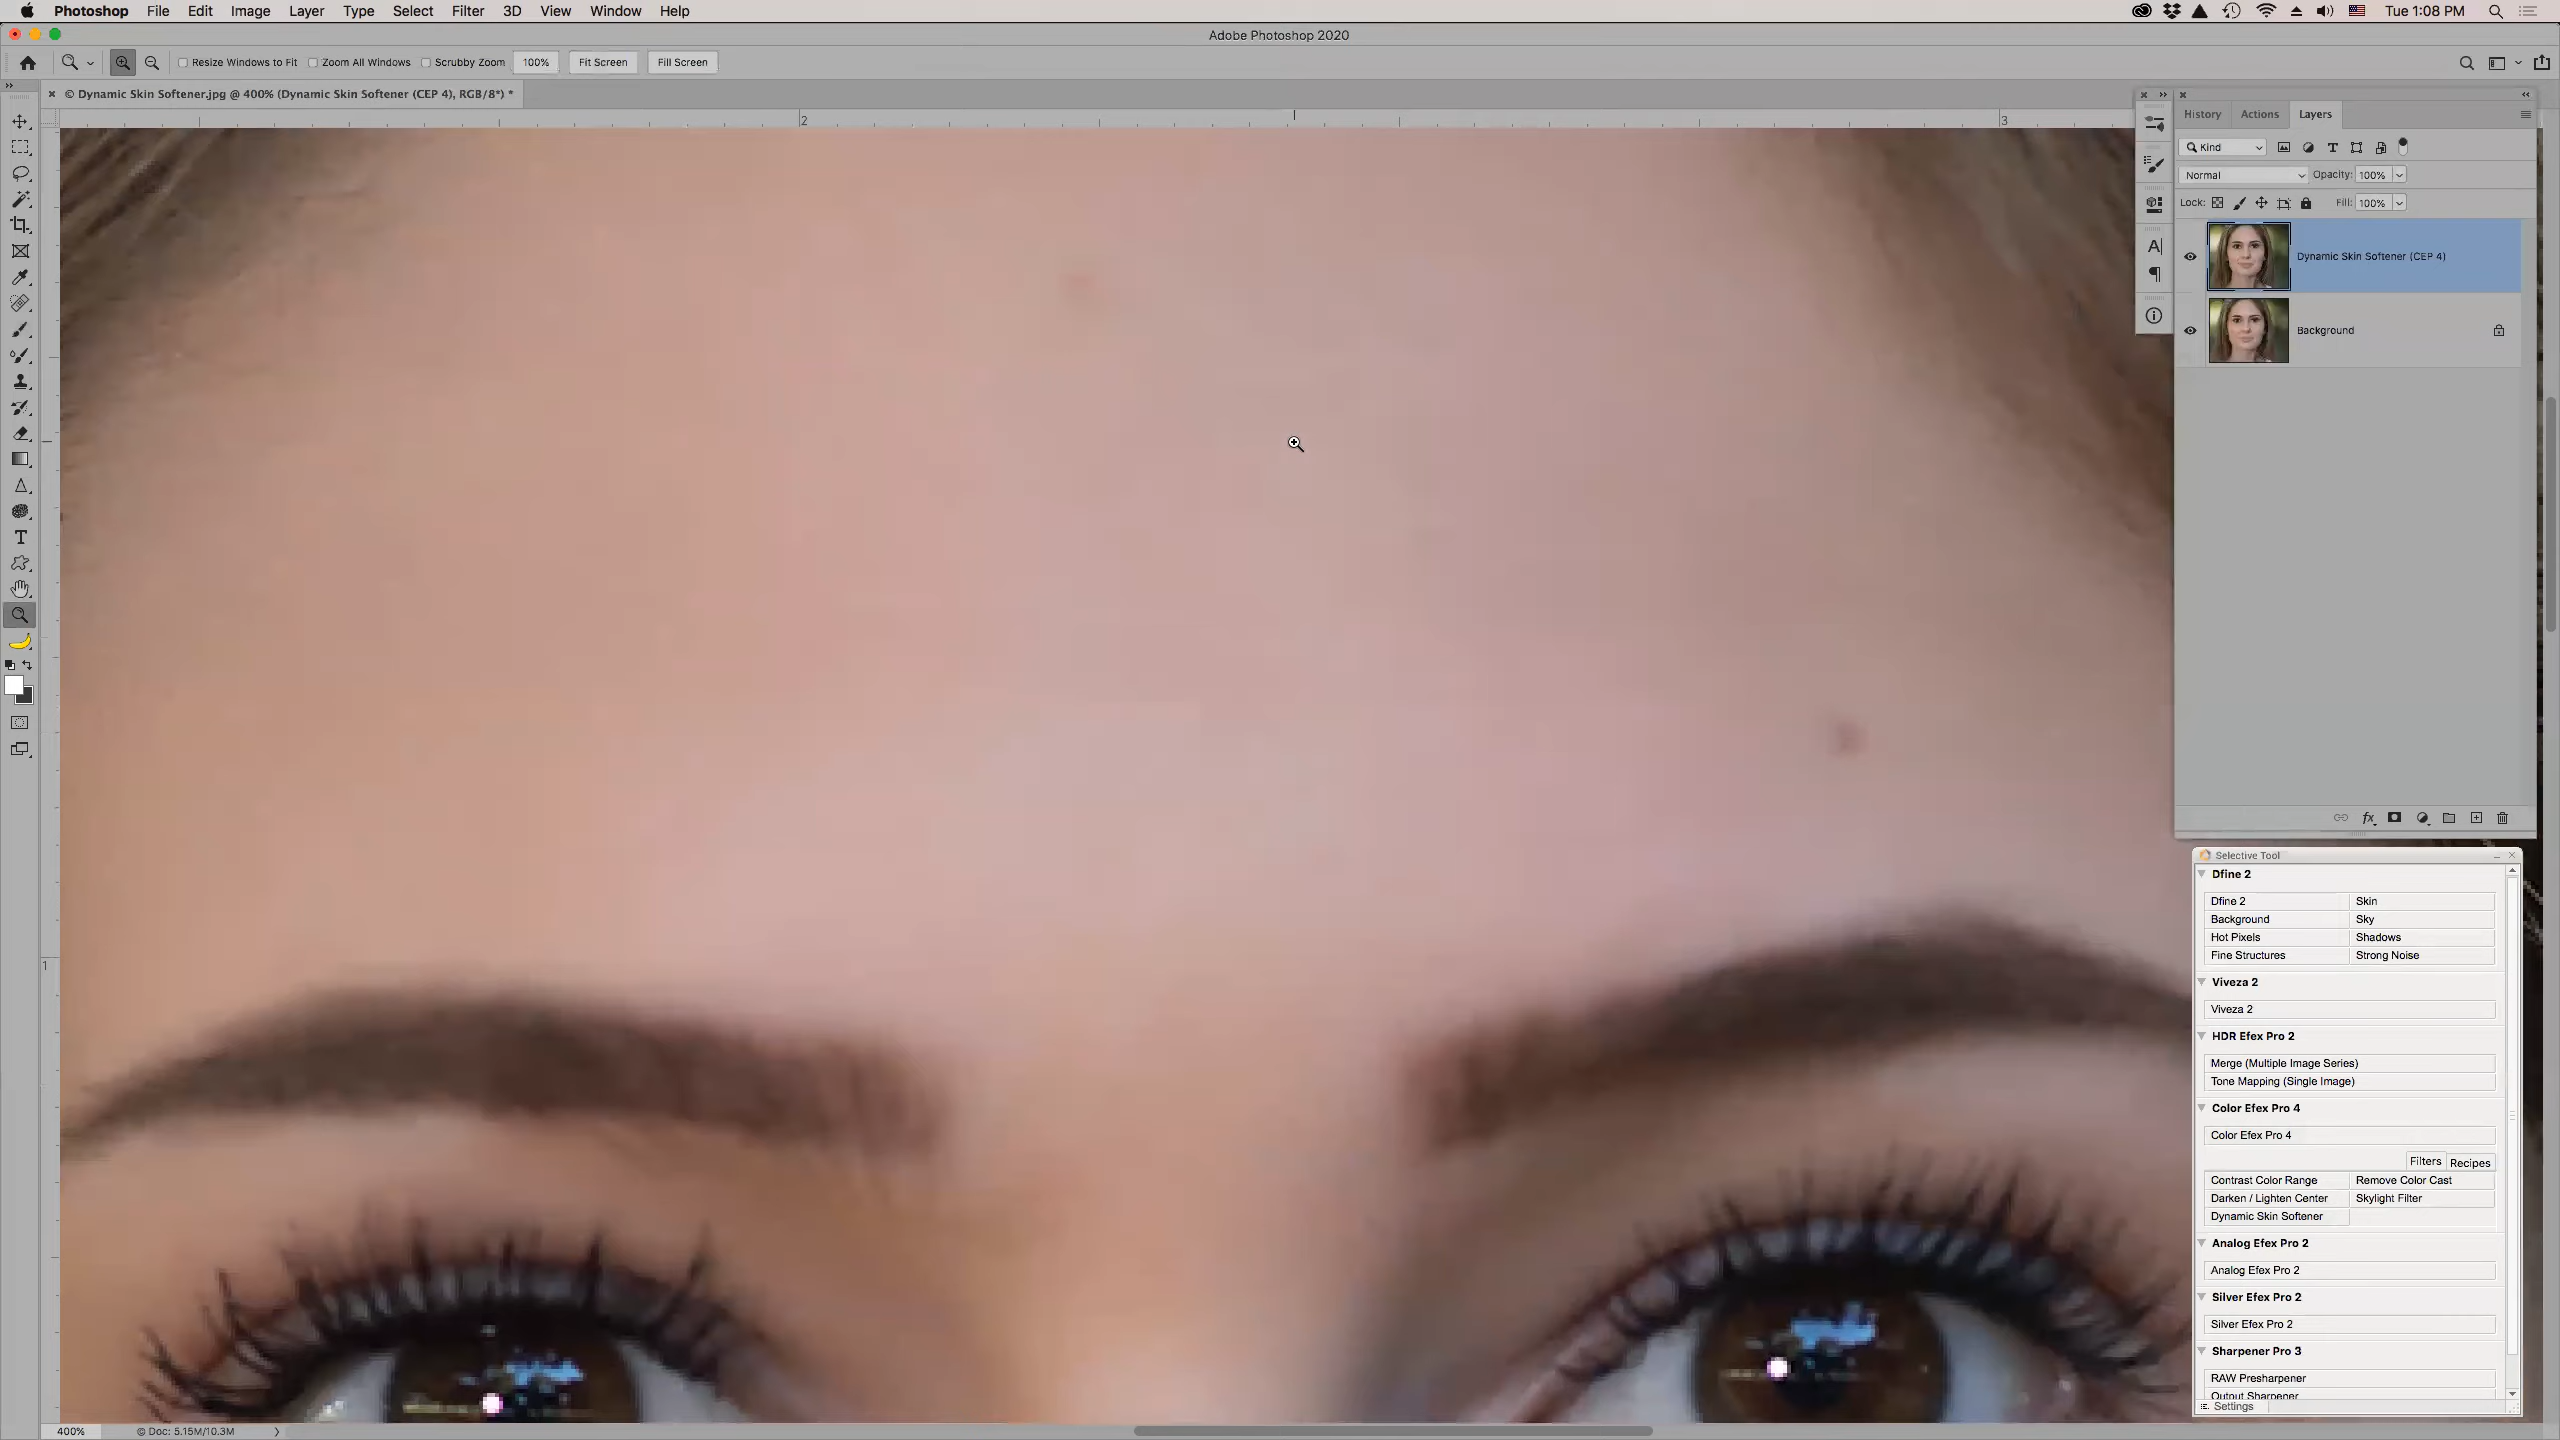 Photoshop File Edit Image Layer Type Select Filter 3D View Window Help Tue 1:08 PM
Adobe Photoshop 2020
Resize Windows to Fit Zoom All Windows Scrubby Zoom 100% Fit Screen Fill Screen
© Dynamic Skin Softener.jpg @ 400% (Dynamic Skin Softener (CEP 4), RGB/8*) *
2 3
1
History Actions Layers
Kind
Normal Opacity: 100%
Lock: Fill: 100%
Dynamic Skin Softener (CEP 4)
Background
Selective Tool
Dfine 2
Dfine 2 Skin
Background Sky
Hot Pixels Shadows
Fine Structures Strong Noise
Viveza 2
Viveza 2
HDR Efex Pro 2
Merge (Multiple Image Series)
Tone Mapping (Single Image)
Color Efex Pro 4
Color Efex Pro 4
Filters Recipes
Contrast Color Range Remove Color Cast
Darken / Lighten Center Skylight Filter
Dynamic Skin Softener
Analog Efex Pro 2
Analog Efex Pro 2
Silver Efex Pro 2
Silver Efex Pro 2
Sharpener Pro 3
RAW Presharpener
Output Sharpener
Settings
400% © Doc: 5.15M/10.3M